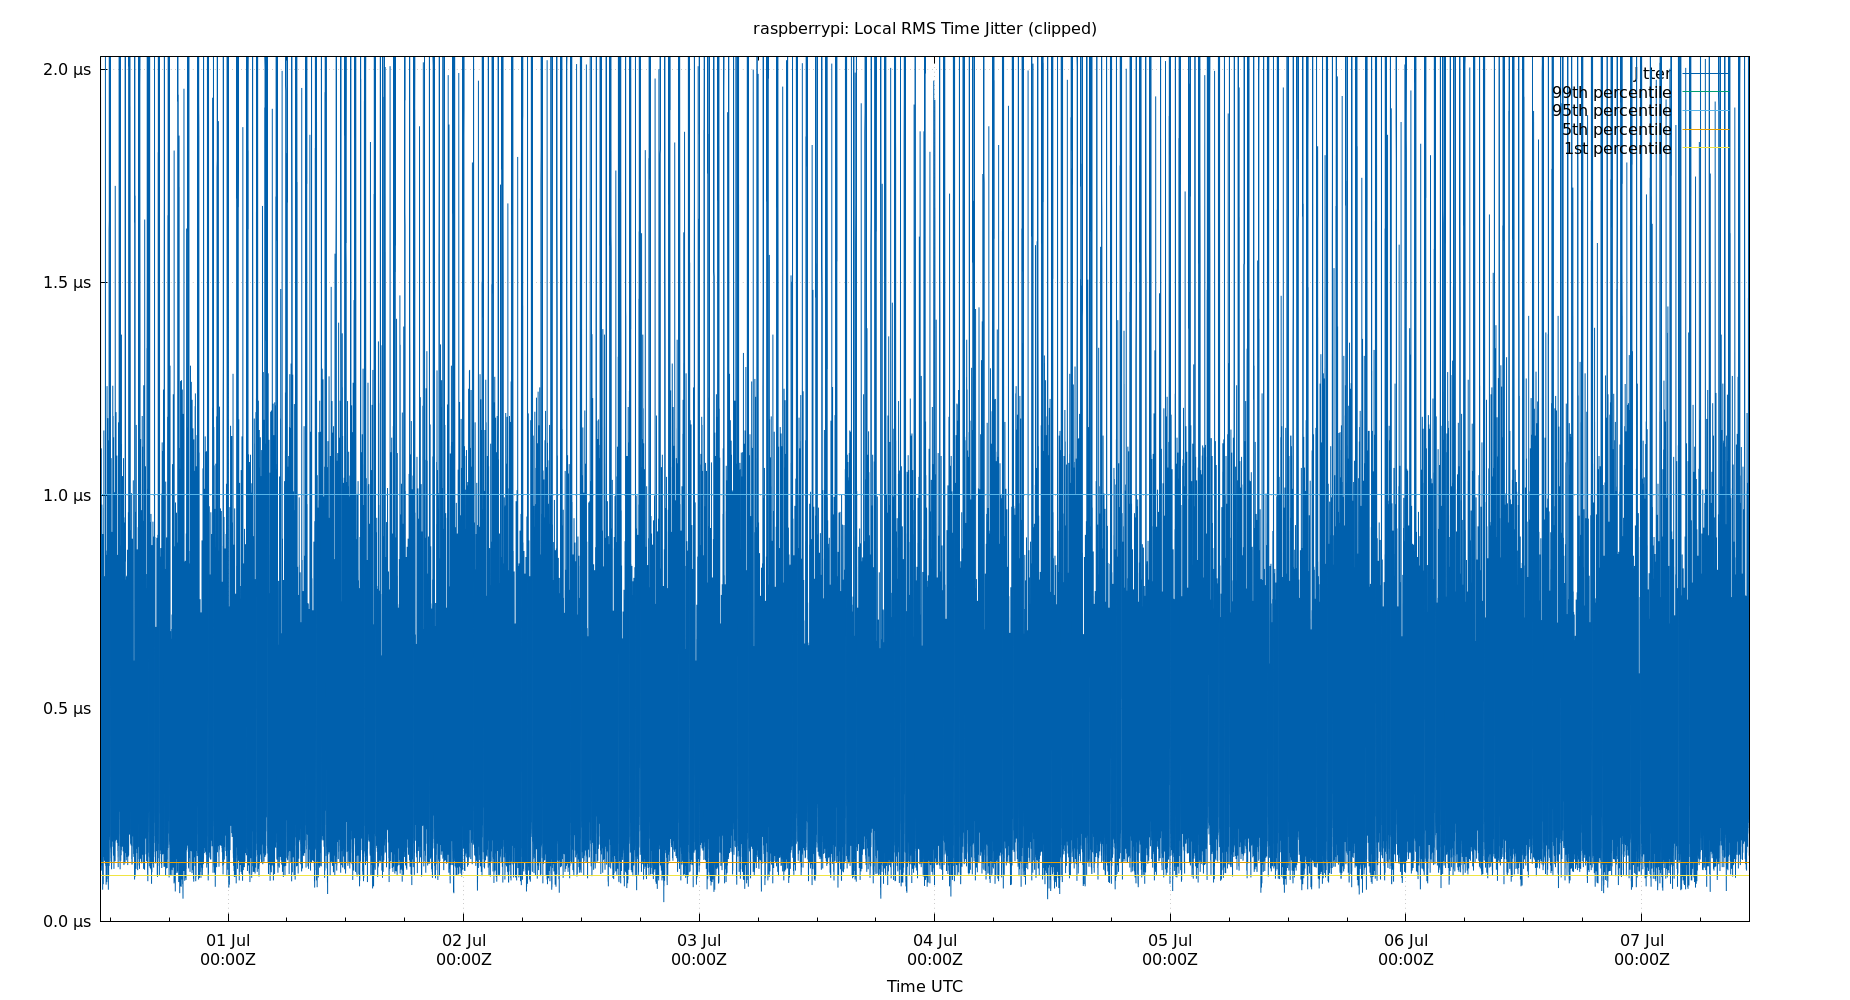 raspberrypi: Local RMS Time Jitter (clipped)
2.0 μs
1.5 μs
1.0 μs
0.5 μs
0.0 μs
jitter
99th percentile
95th percentile
5th percentile
1st percentile
01 Jul
00:00Z
02 Jul
00:00Z
03 Jul
00:00Z
04 Jul
00:00Z
05 Jul
00:00Z
06 Jul
00:00Z
07 Jul
00:00Z
Time UTC